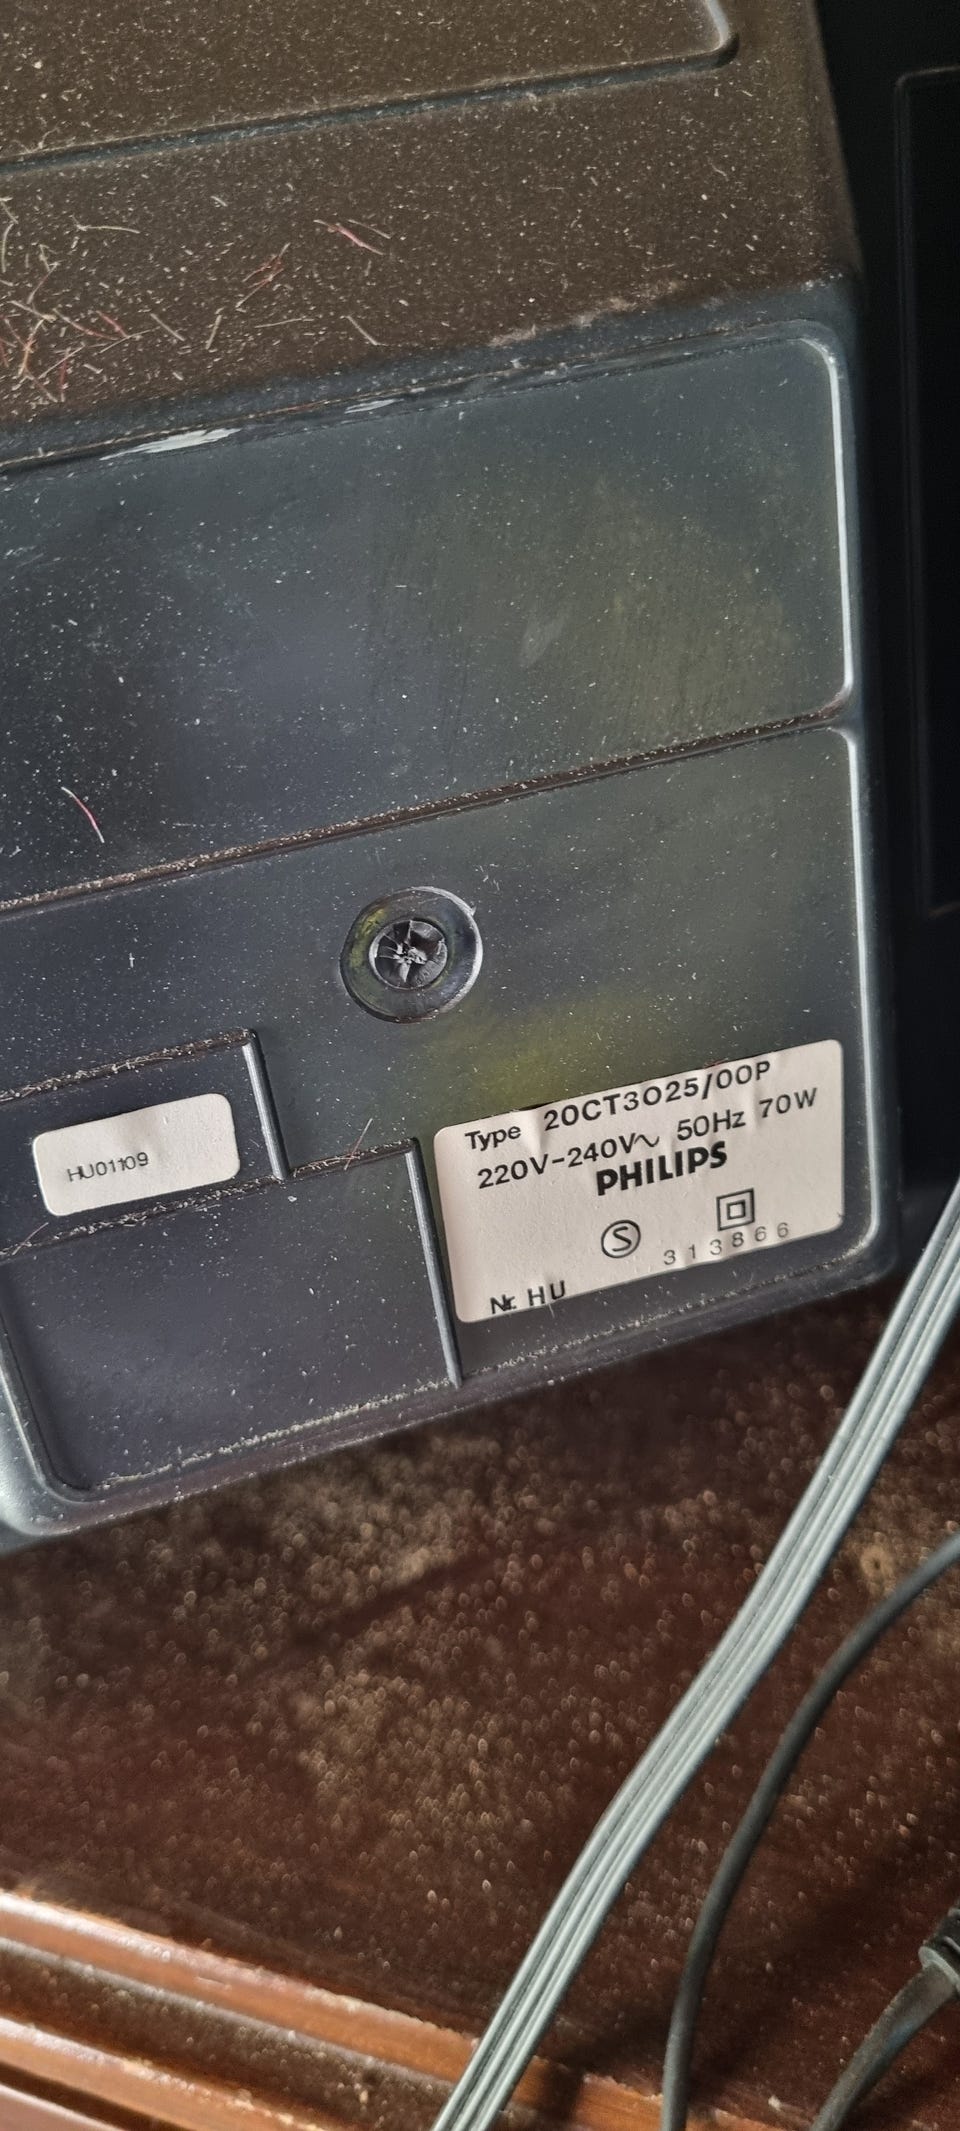 Type 20CT3025/00P
220V-240V∿ 50Hz 70W
PHILIPS
S
313866
Nr. HU
HU01109